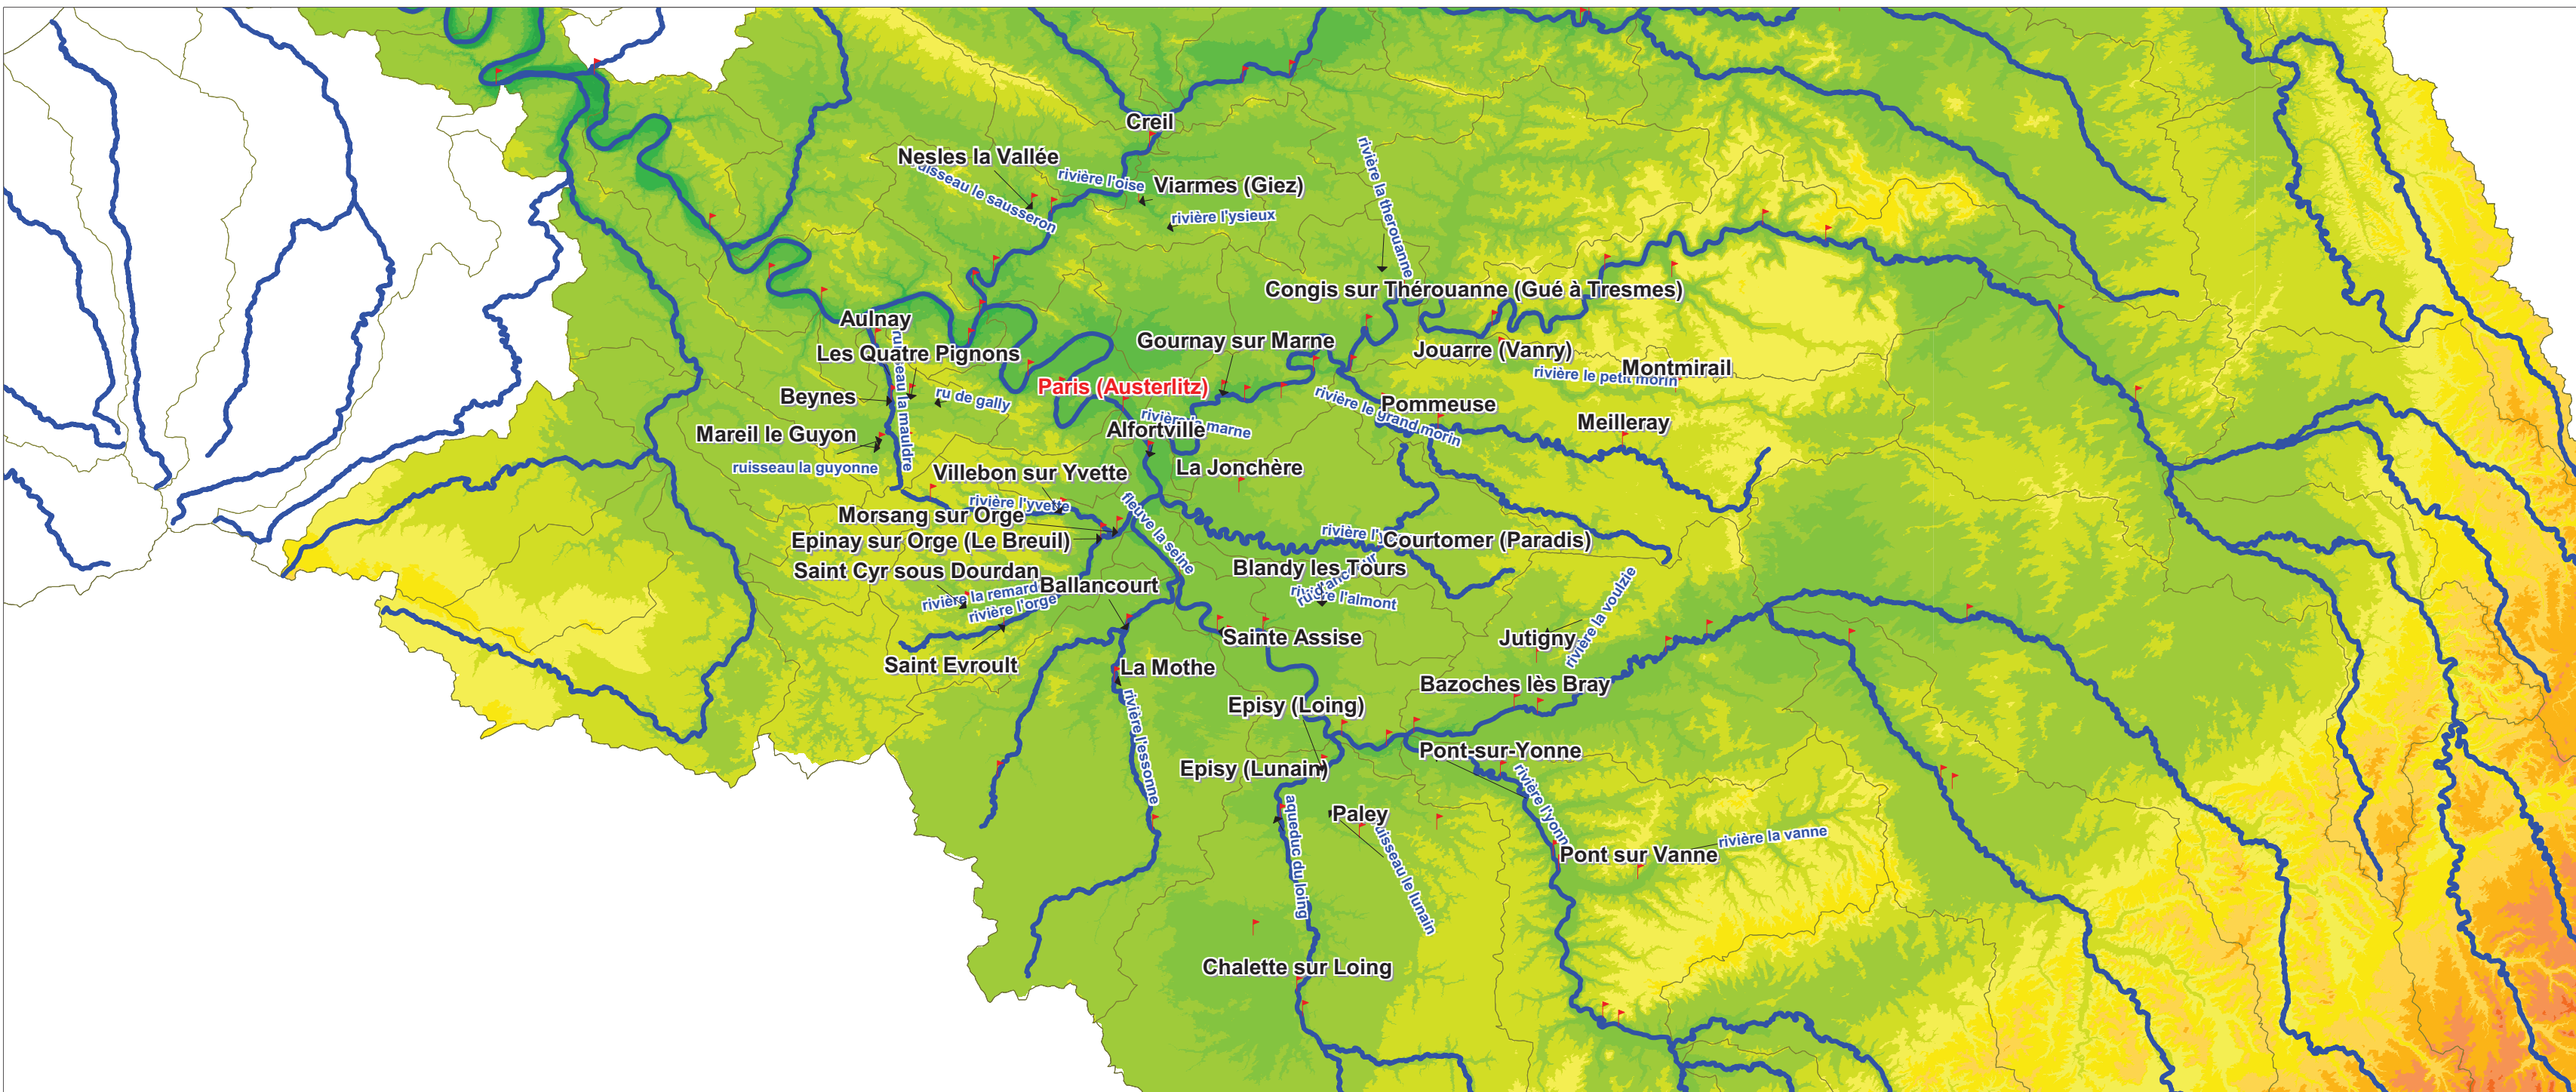 Creil
Nesles la Vallée
ruisseau le sausseron
rivière l'oise
Viarmes (Giez)
rivière l'ysieux
rivière la therouanne
Congis sur Thérouanne (Gué à Tresmes)
Aulnay
Les Quatre Pignons
Gournay sur Marne
Jouarre (Vanry)
Montmirail
rivière le petit morin
Paris (Austerlitz)
Beynes
ru de gally
ruisseau la mauldre
rivière le grand morin
Pommeuse
Meilleray
rivière marne
Alfortville
Mareil le Guyon
ruisseau la guyonne
Villebon sur Yvette
La Jonchère
rivière l'yvette
fleuve la seine
Morsang sur Orge
Epinay sur Orge (Le Breuil)
rivière l'y
Courtomer (Paradis)
Saint Cyr sous Dourdan
Ballancourt
Blandy les Tours
rivière la remard
rivière l'orge
rivière l'almont
rivière la voulzie
Sainte Assise
Jutigny
Saint Evroult
La Mothe
Bazoches lès Bray
rivière l'essonne
Episy (Loing)
Pont-sur-Yonne
Episy (Lunain)
rivière l'yonn
aqueduc du loing
Paley
ruisseau le lunain
rivière la vanne
Pont sur Vanne
Chalette sur Loing